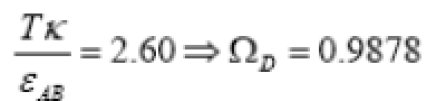 Tκ/ε_AB = 2.60 ⇒ Ω_D = 0.9878